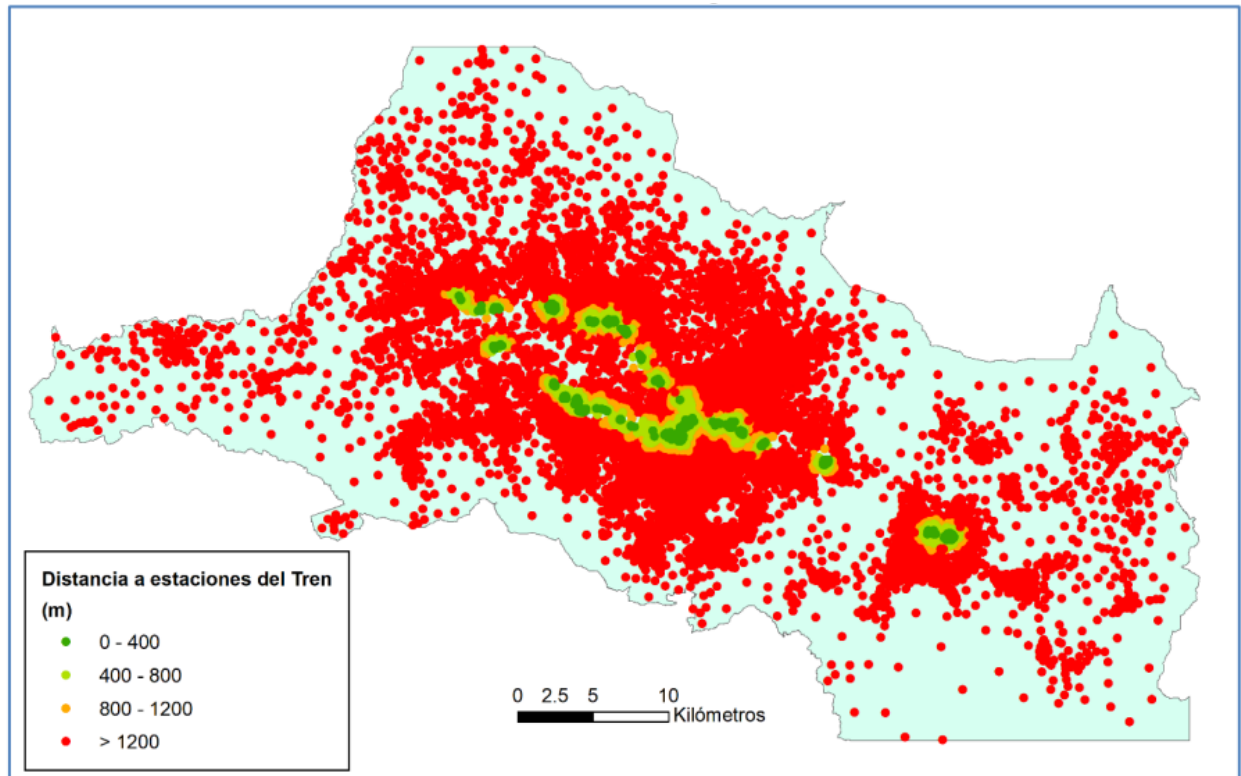 Distancia a estaciones del Tren
(m)
0 - 400
400 - 800
800 - 1200
> 1200
0 2.5 5 10
Kilómetros